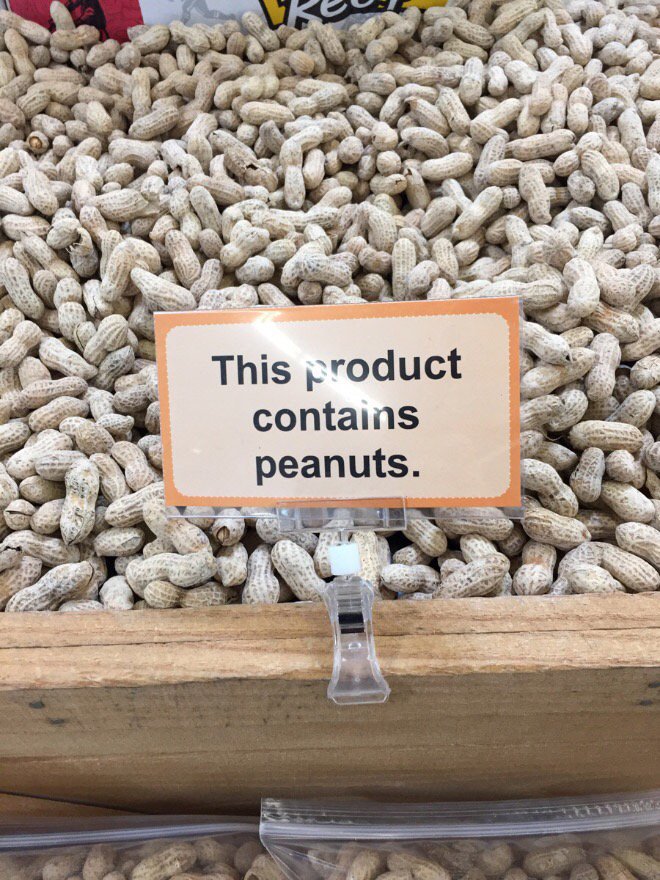 This product
contains
peanuts.